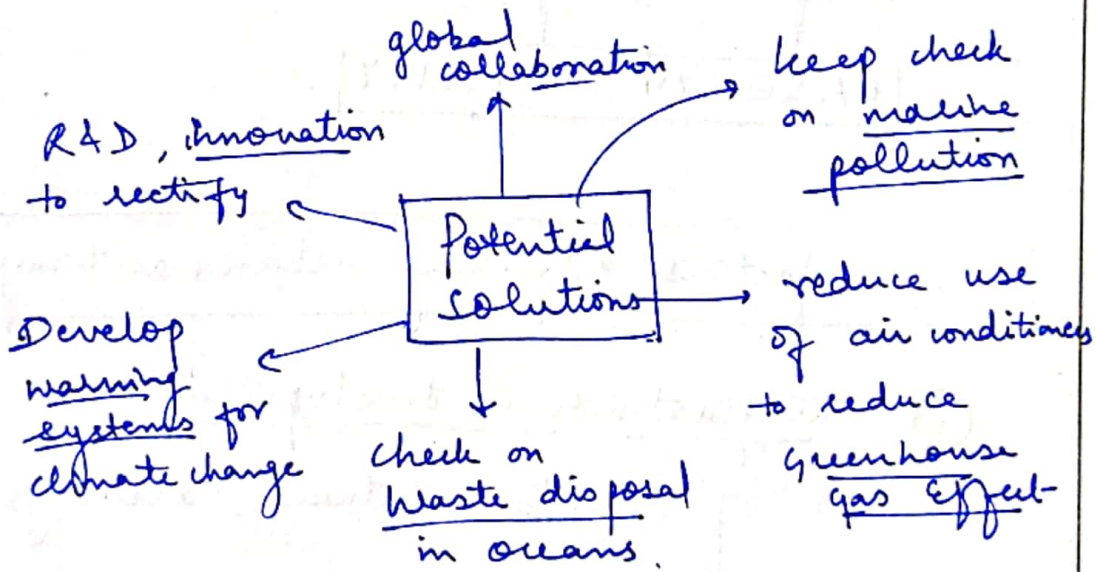 global
collaboration
keep check
on marine
pollution
R&D, innovation
to rectify
Potential
solutions
reduce use
of air conditioners
to reduce
greenhouse
gas effect
Develop
warning
systems for
climate change
check on
waste disposal
in oceans.